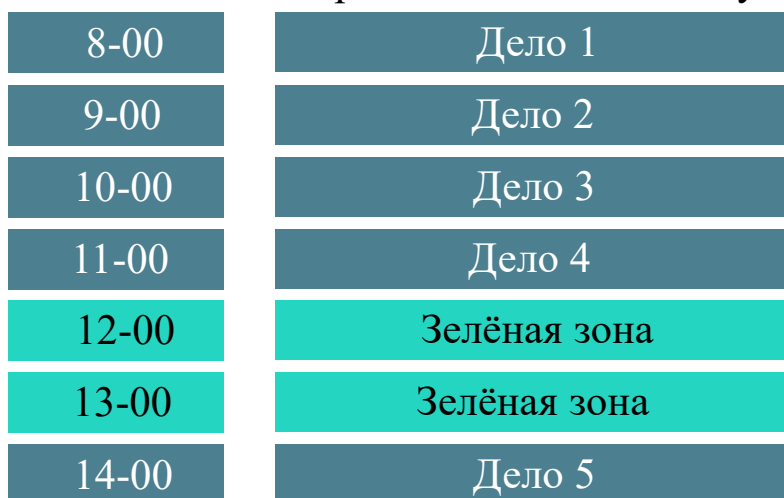 8-00 Дело 1
9-00 Дело 2
10-00 Дело 3
11-00 Дело 4
12-00 Зелёная зона
13-00 Зелёная зона
14-00 Дело 5